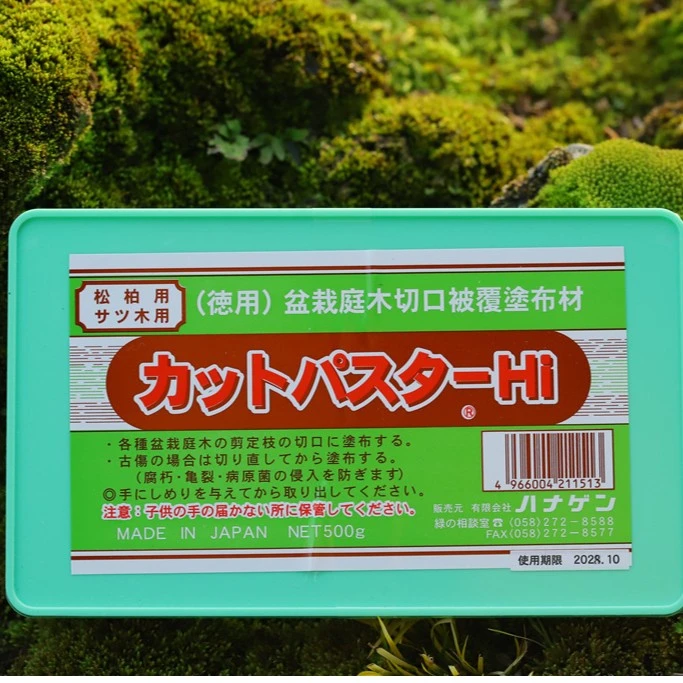 松柏用
サツ木用
(徳用)盆栽庭木切口被覆塗布材
カットパスターHi
®
・各種盆栽庭木の剪定枝の切口に塗布する。
・古傷の場合は切り直してから塗布する。
(腐朽・亀裂・病原菌の侵入を防ぎます)
◎手にしめりを与えてから取り出してください。
注意:子供の手の届かない所に保管してください。
MADE IN JAPAN NET500g
4 966004 211513
販売元 有限会社 ハナゲン
緑の相談室☎(058)272-8588
FAX(058)272-8577
使用期限 2028.10